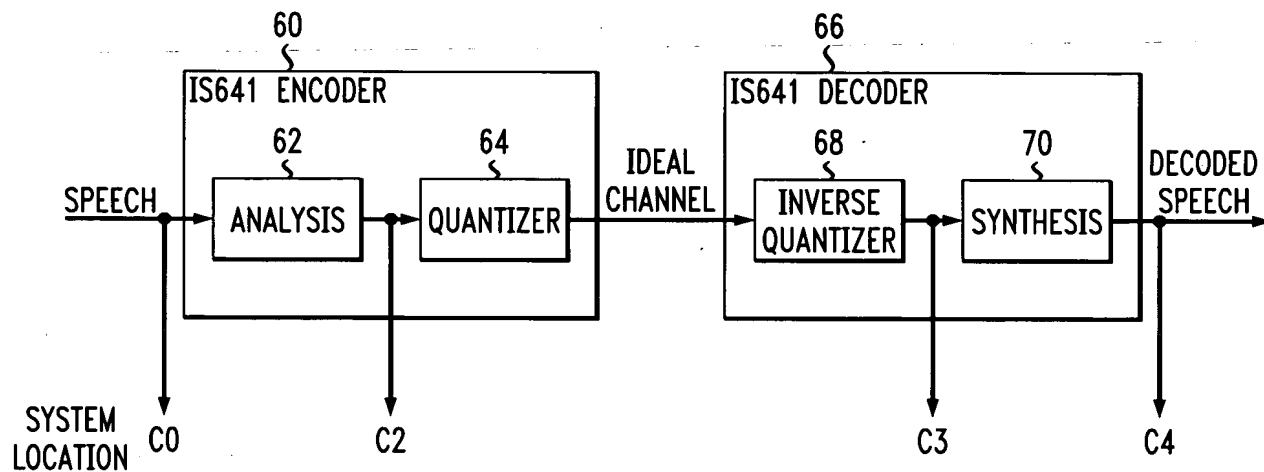 60
66
IS641 ENCODER
IS641 DECODER
62
64
IDEAL
CHANNEL
68
70
DECODED
SPEECH
SPEECH
ANALYSIS
QUANTIZER
INVERSE
QUANTIZER
SYNTHESIS
SYSTEM
LOCATION
C0
C2
C3
C4